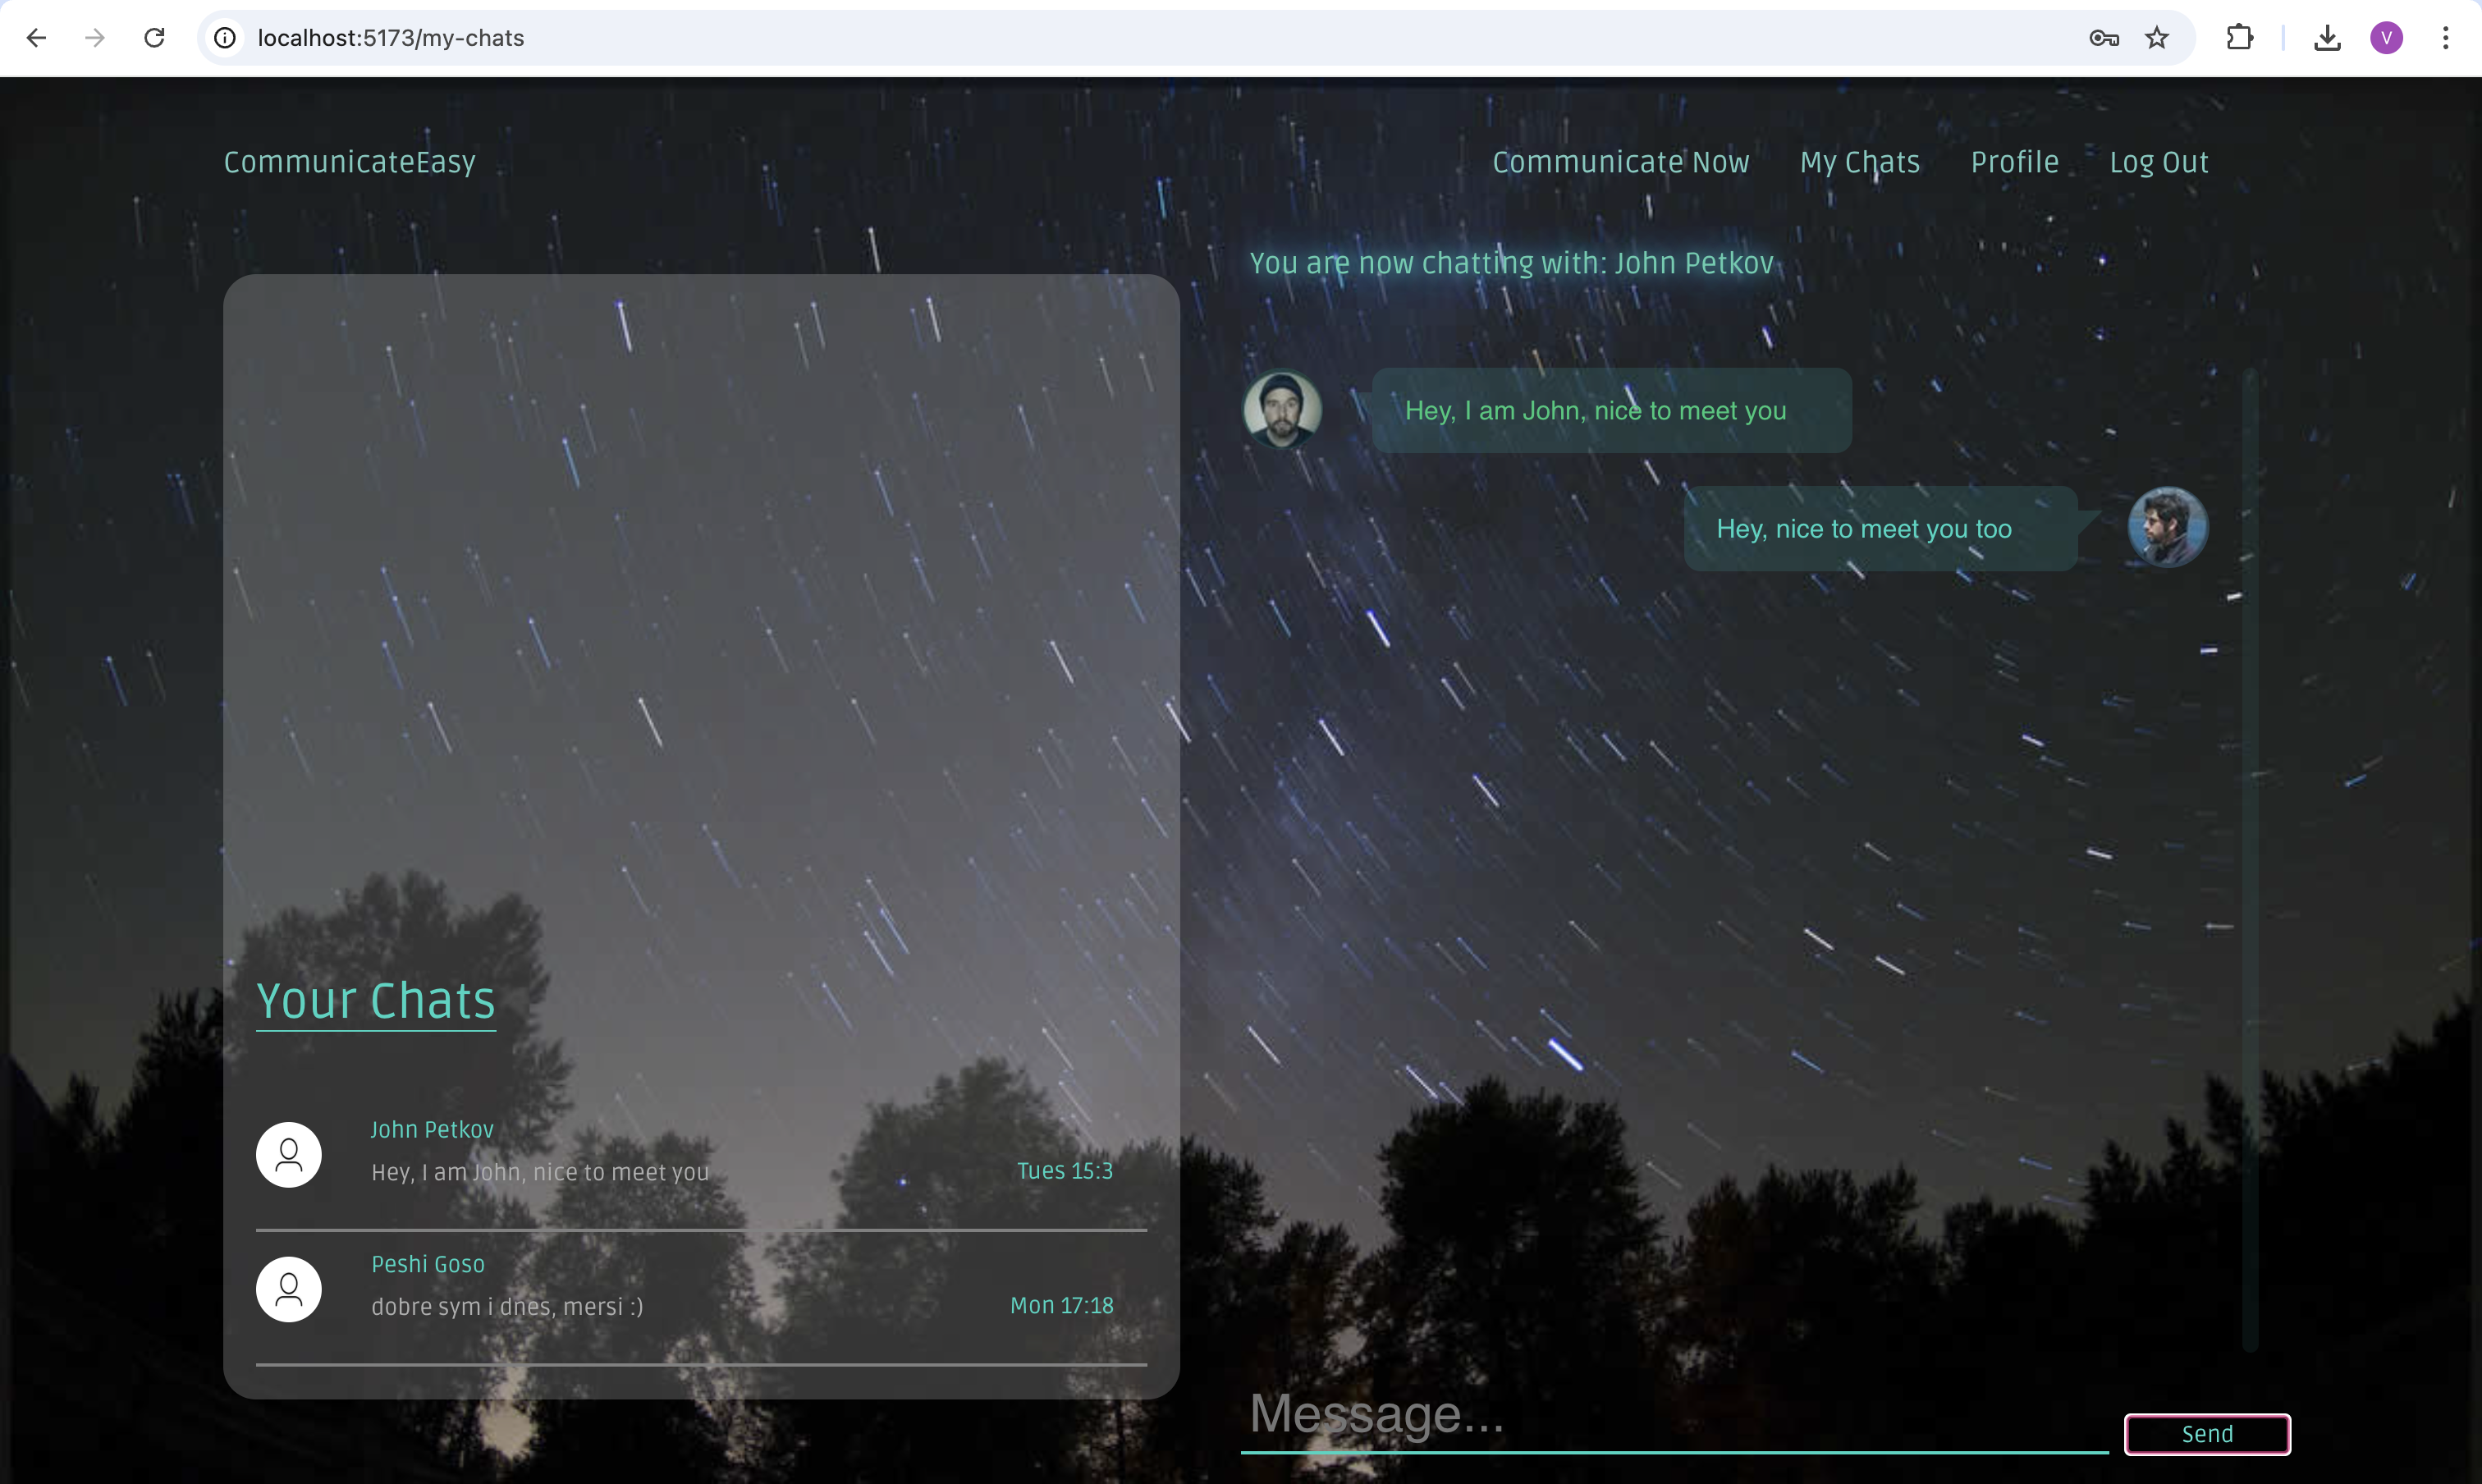 localhost:5173/my-chats
V
CommunicateEasy
Communicate Now
My Chats
Profile
Log Out
You are now chatting with: John Petkov
Hey, I am John, nice to meet you
Hey, nice to meet you too
Your Chats
John Petkov
Hey, I am John, nice to meet you
Tues 15:3
Peshi Goso
dobre sym i dnes, mersi :)
Mon 17:18
Message...
Send